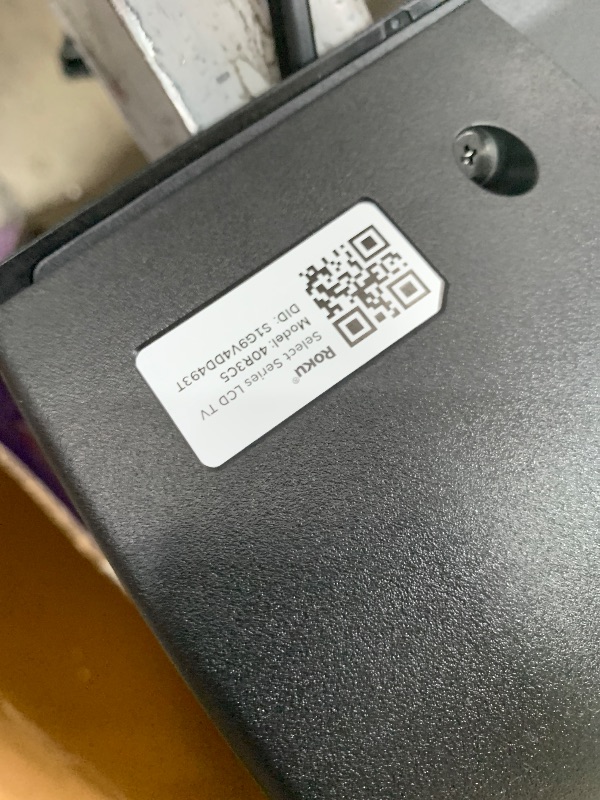 Roku®
Select Series LCD TV
Model: 40R3C5
DID: S1G9V4DD493T